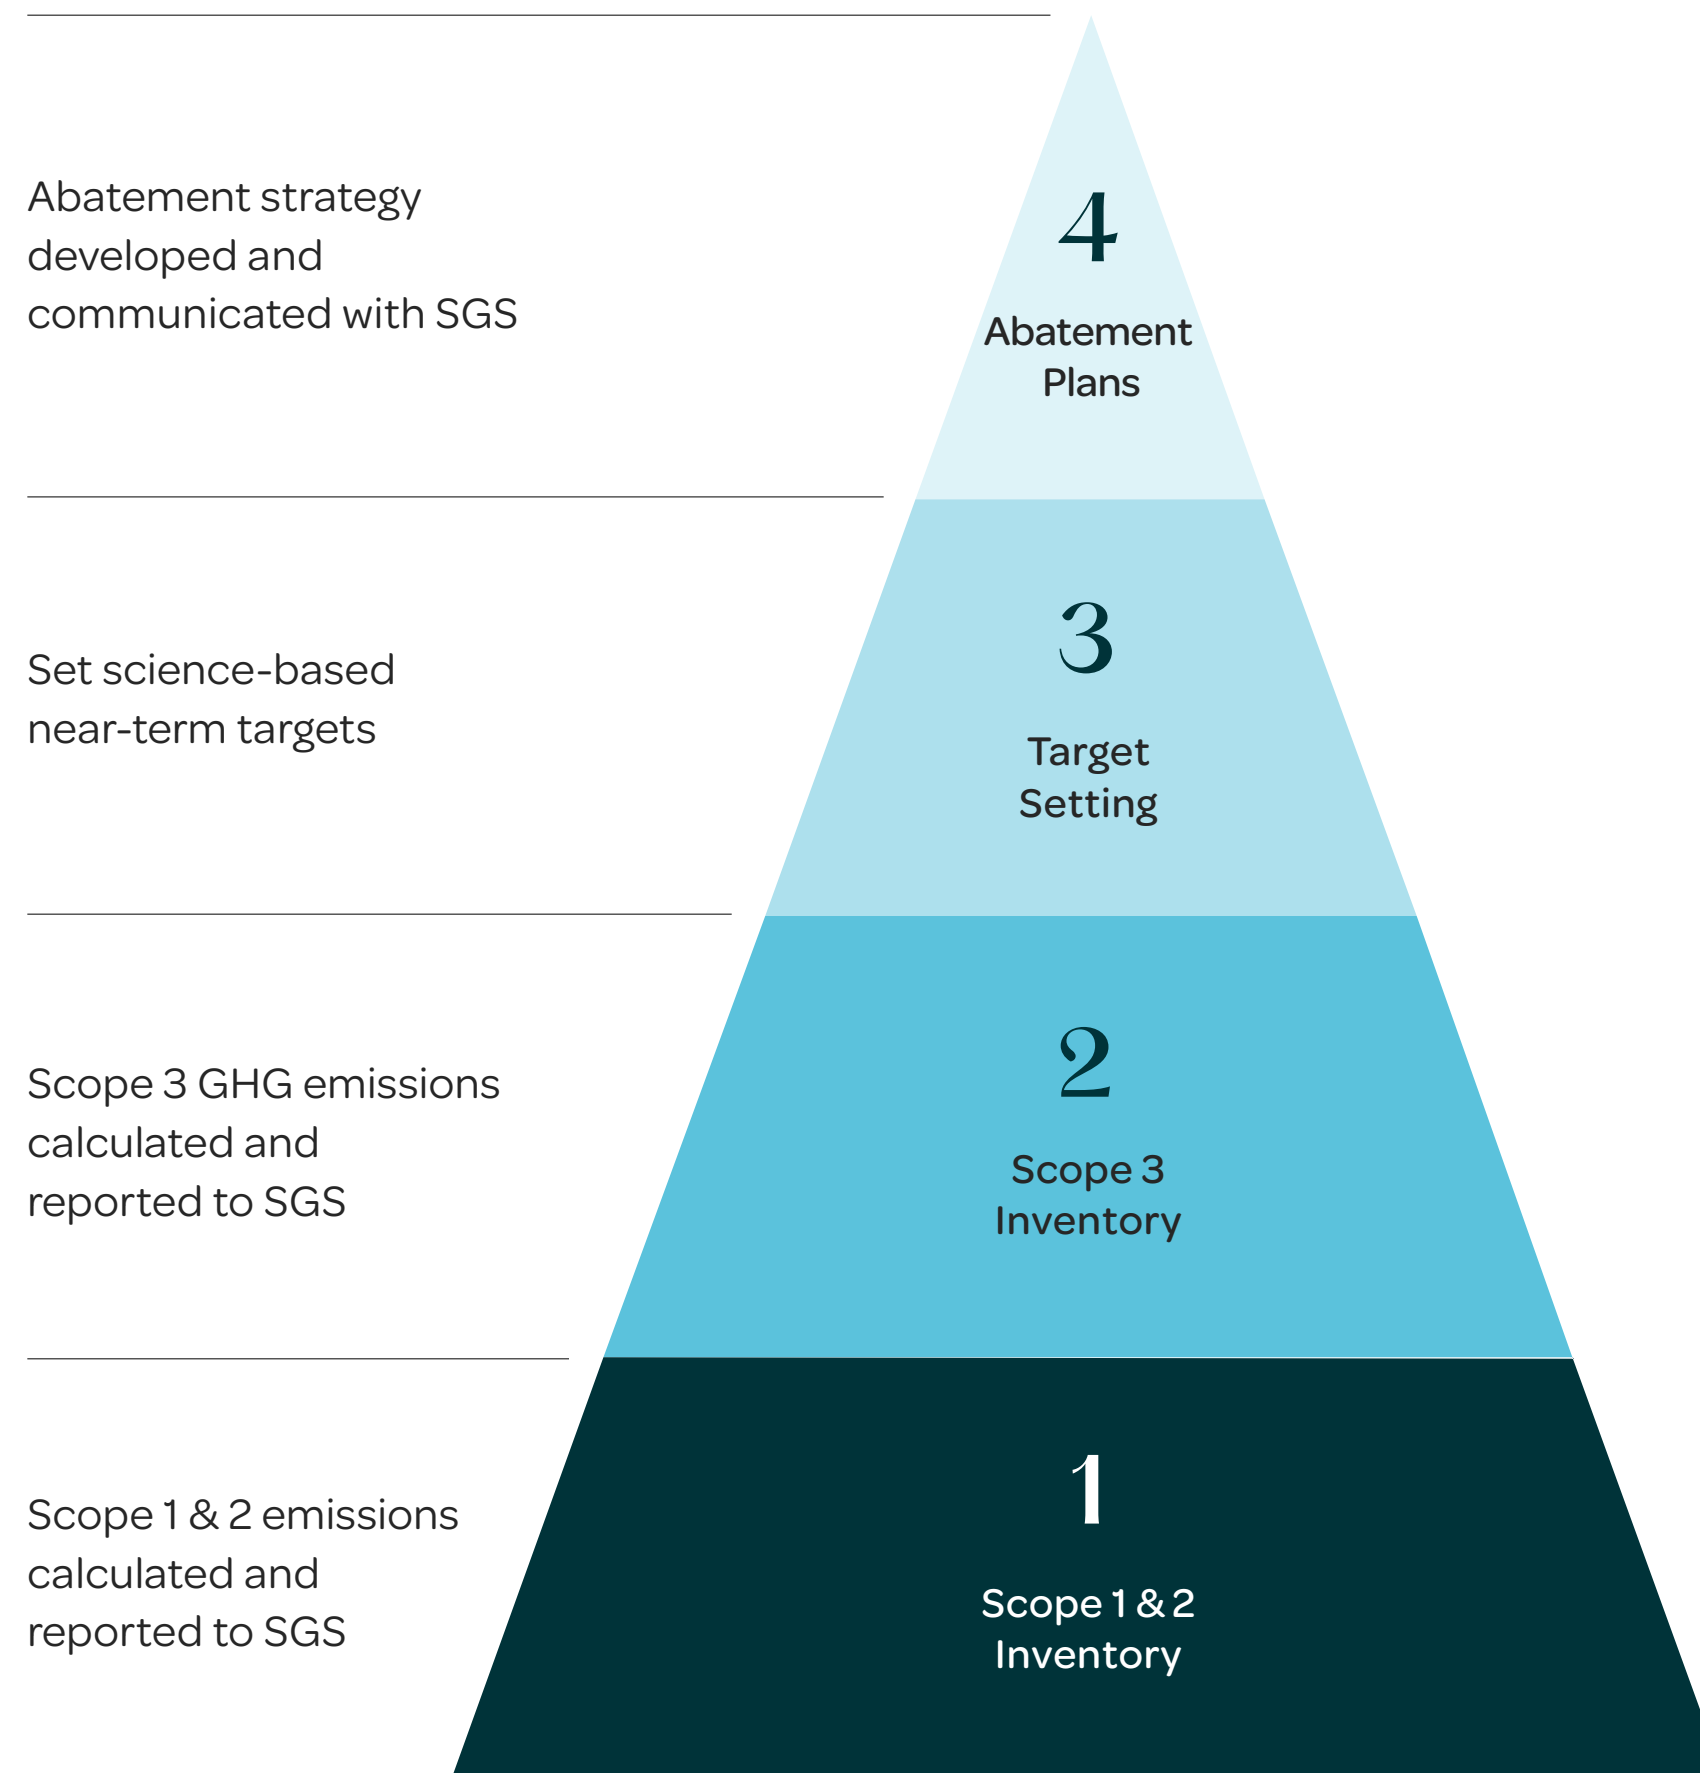 Abatement strategy
developed and
communicated with SGS
4
Abatement
Plans
Set science-based
near-term targets
3
Target
Setting
Scope 3 GHG emissions
calculated and
reported to SGS
2
Scope 3
Inventory
Scope 1 & 2 emissions
calculated and
reported to SGS
1
Scope 1 & 2
Inventory